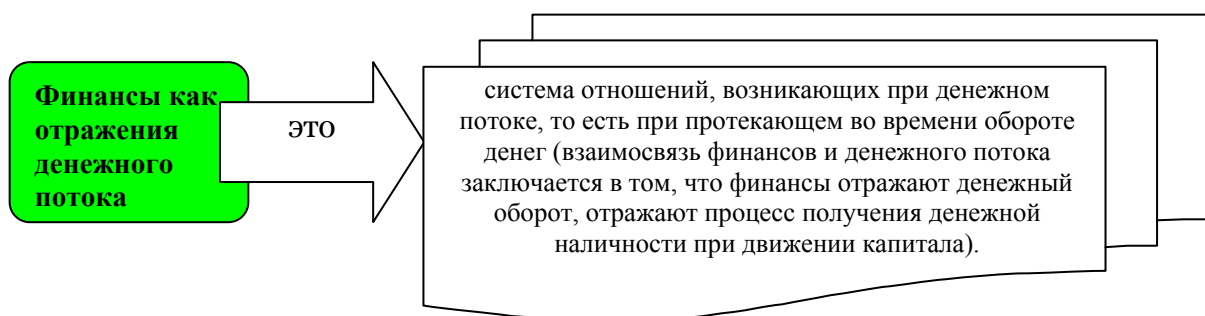 Финансы как
отражения
денежного
потока
это
система отношений, возникающих при денежном
потоке, то есть при протекающем во времени обороте
денег (взаимосвязь финансов и денежного потока
заключается в том, что финансы отражают денежный
оборот, отражают процесс получения денежной
наличности при движении капитала).